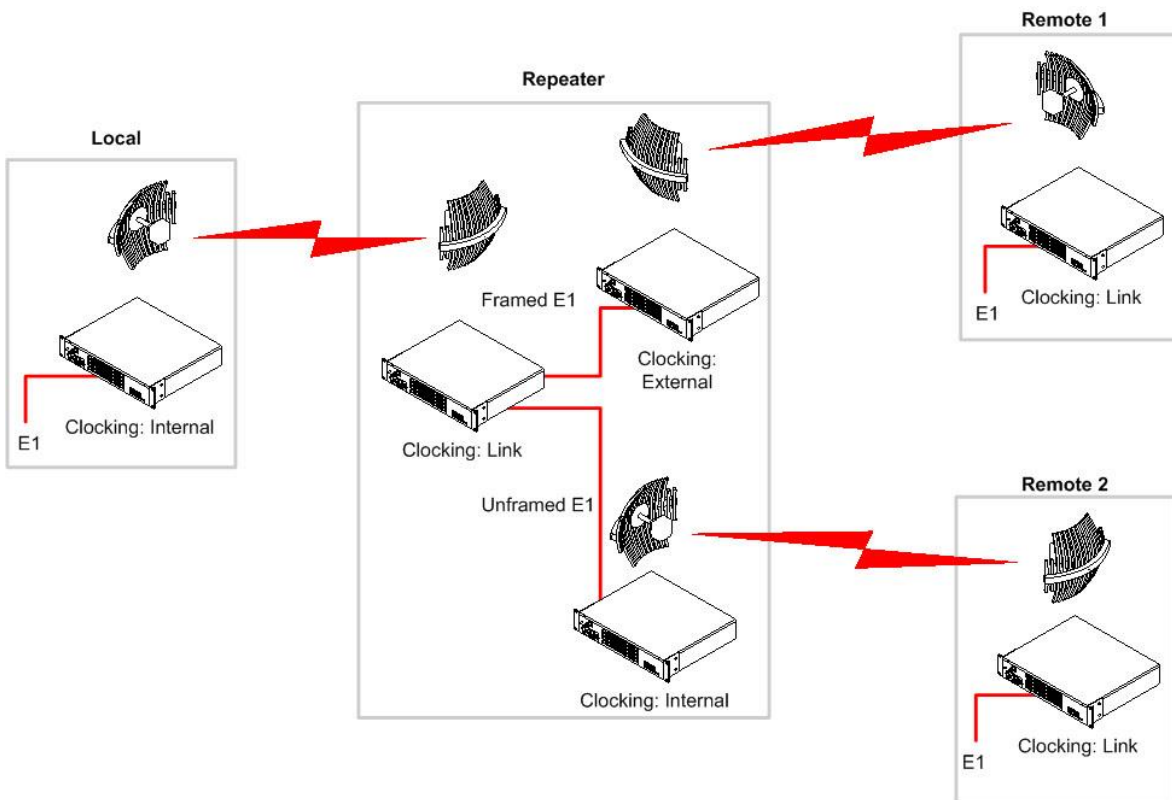 Remote 1
Repeater
Local
Framed E1
Clocking:
External
E1
Clocking: Link
E1
Clocking: Internal
Clocking: Link
Unframed E1
Remote 2
Clocking: Internal
E1
Clocking: Link